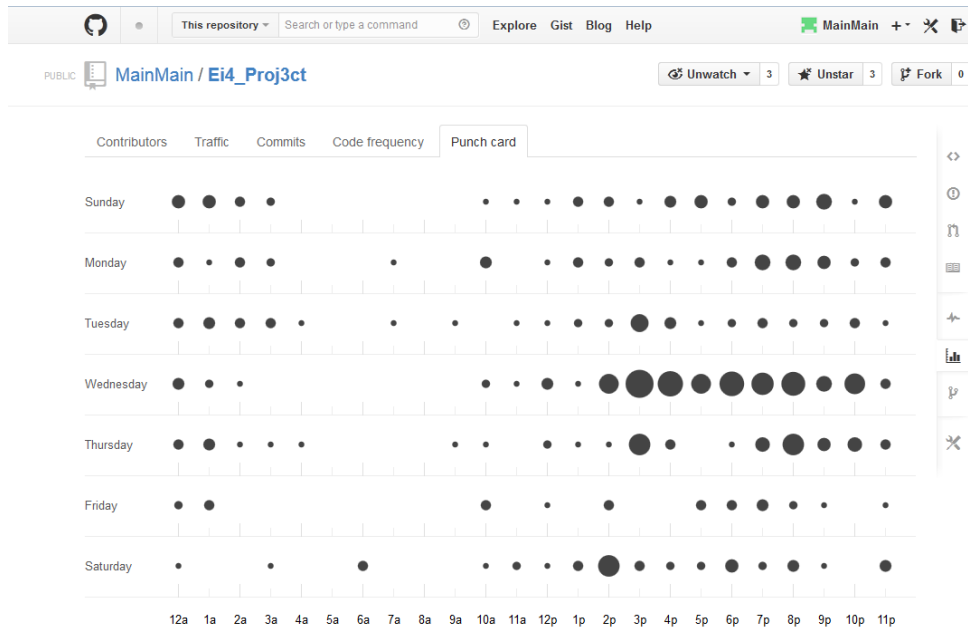 This repository Search or type a command Explore Gist Blog Help MainMain +
PUBLIC MainMain / Ei4_Proj3ct Unwatch 3 Unstar 3 Fork 0
Contributors Traffic Commits Code frequency Punch card
Sunday
Monday
Tuesday
Wednesday
Thursday
Friday
Saturday
12a 1a 2a 3a 4a 5a 6a 7a 8a 9a 10a 11a 12p 1p 2p 3p 4p 5p 6p 7p 8p 9p 10p 11p